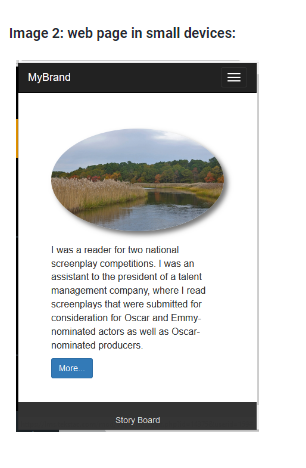 Image 2: web page in small devices:
MyBrand
I was a reader for two national
screenplay competitions. I was an
assistant to the president of a talent
management company, where I read
screenplays that were submitted for
consideration for Oscar and Emmy-
nominated actors as well as Oscar-
nominated producers.
More...
Story Board